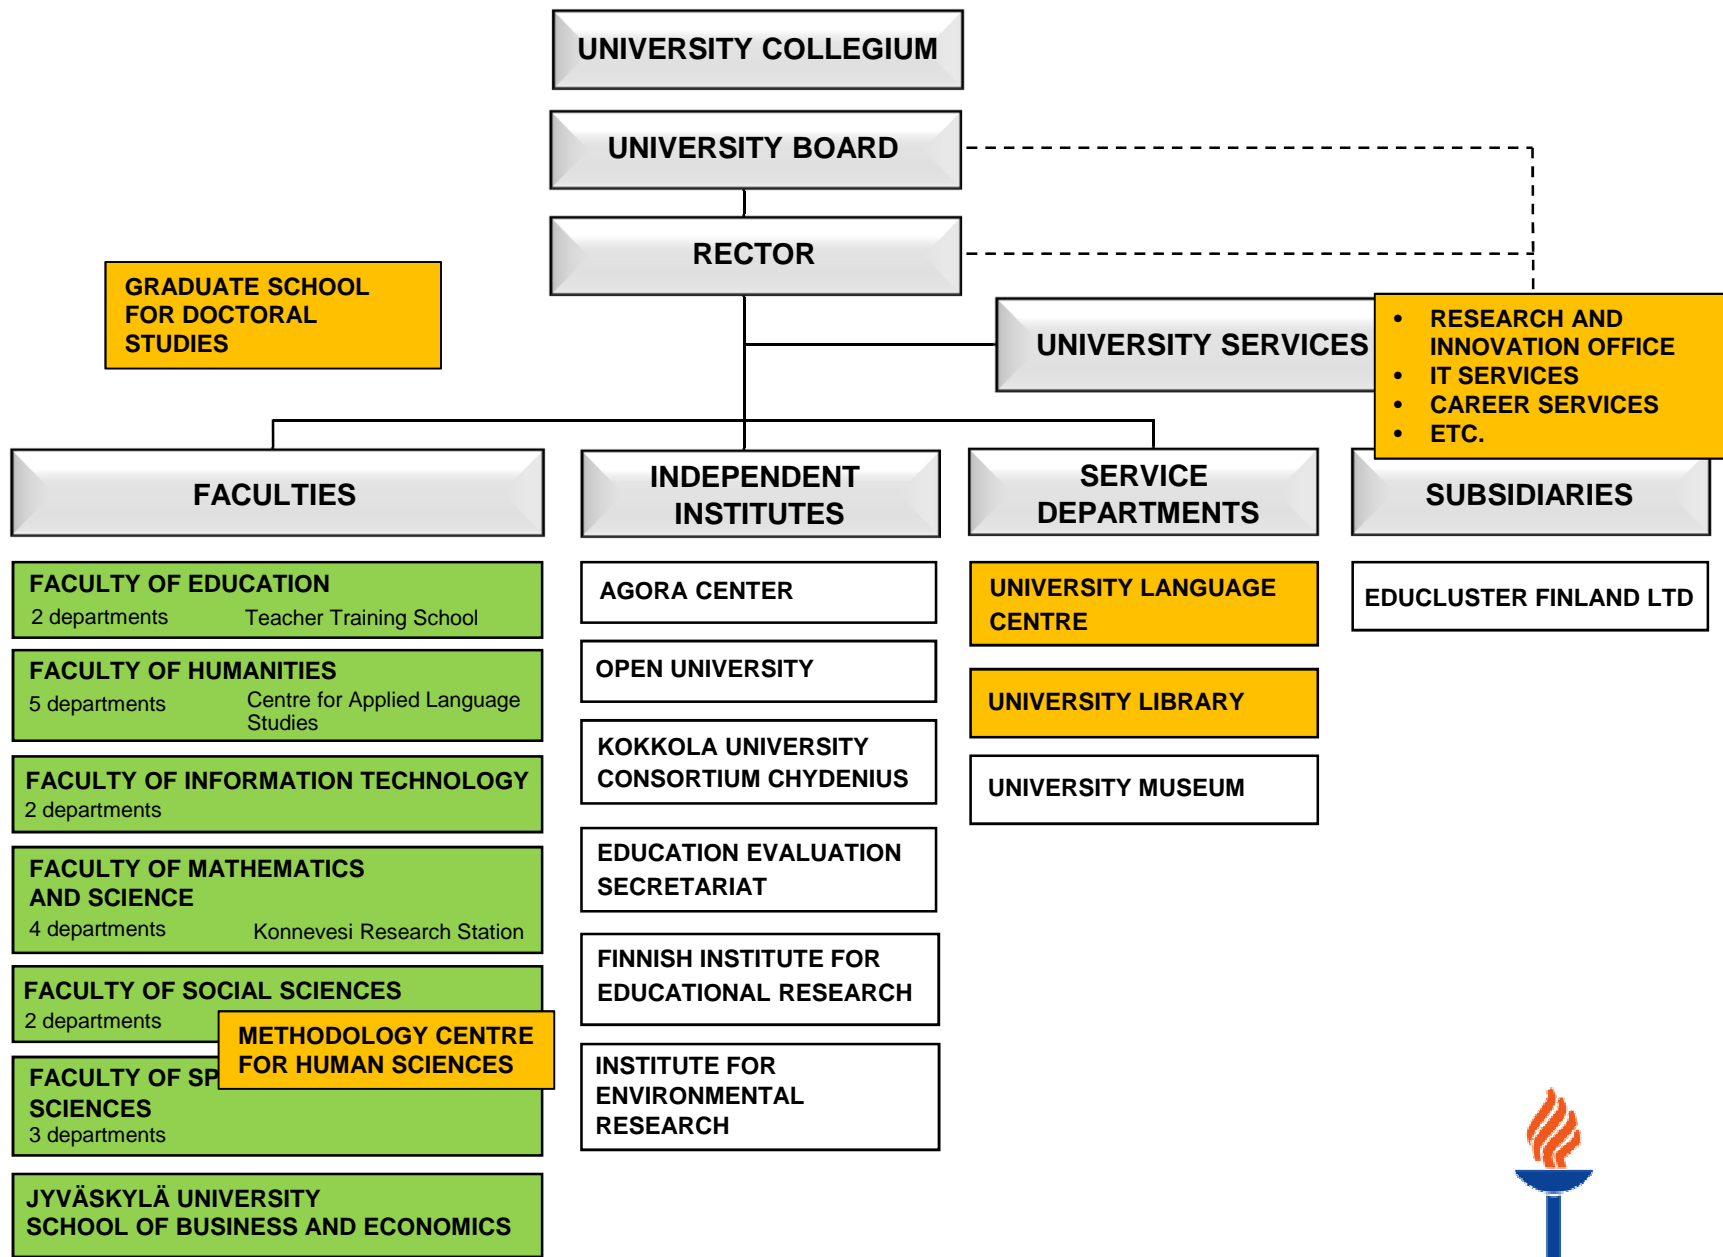 UNIVERSITY COLLEGIUM
UNIVERSITY BOARD
RECTOR
GRADUATE SCHOOL
FOR DOCTORAL
STUDIES
UNIVERSITY SERVICES
• RESEARCH AND
INNOVATION OFFICE
• IT SERVICES
• CAREER SERVICES
• ETC.
FACULTIES
FACULTY OF EDUCATION
2 departments Teacher Training School
FACULTY OF HUMANITIES
5 departments Centre for Applied Language
Studies
FACULTY OF INFORMATION TECHNOLOGY
2 departments
FACULTY OF MATHEMATICS
AND SCIENCE
4 departments Konnevesi Research Station
FACULTY OF SOCIAL SCIENCES
2 departments
METHODOLOGY CENTRE
FOR HUMAN SCIENCES
FACULTY OF
SCIENCES
3 departments
JYVÄSKYLÄ UNIVERSITY
SCHOOL OF BUSINESS AND ECONOMICS
INDEPENDENT
INSTITUTES
AGORA CENTER
OPEN UNIVERSITY
KOKKOLA UNIVERSITY
CONSORTIUM CHYDENIUS
EDUCATION EVALUATION
SECRETARIAT
FINNISH INSTITUTE FOR
EDUCATIONAL RESEARCH
INSTITUTE FOR
ENVIRONMENTAL
RESEARCH
SERVICE
DEPARTMENTS
UNIVERSITY LANGUAGE
CENTRE
UNIVERSITY LIBRARY
UNIVERSITY MUSEUM
SUBSIDIARIES
EDUCLUSTER FINLAND LTD